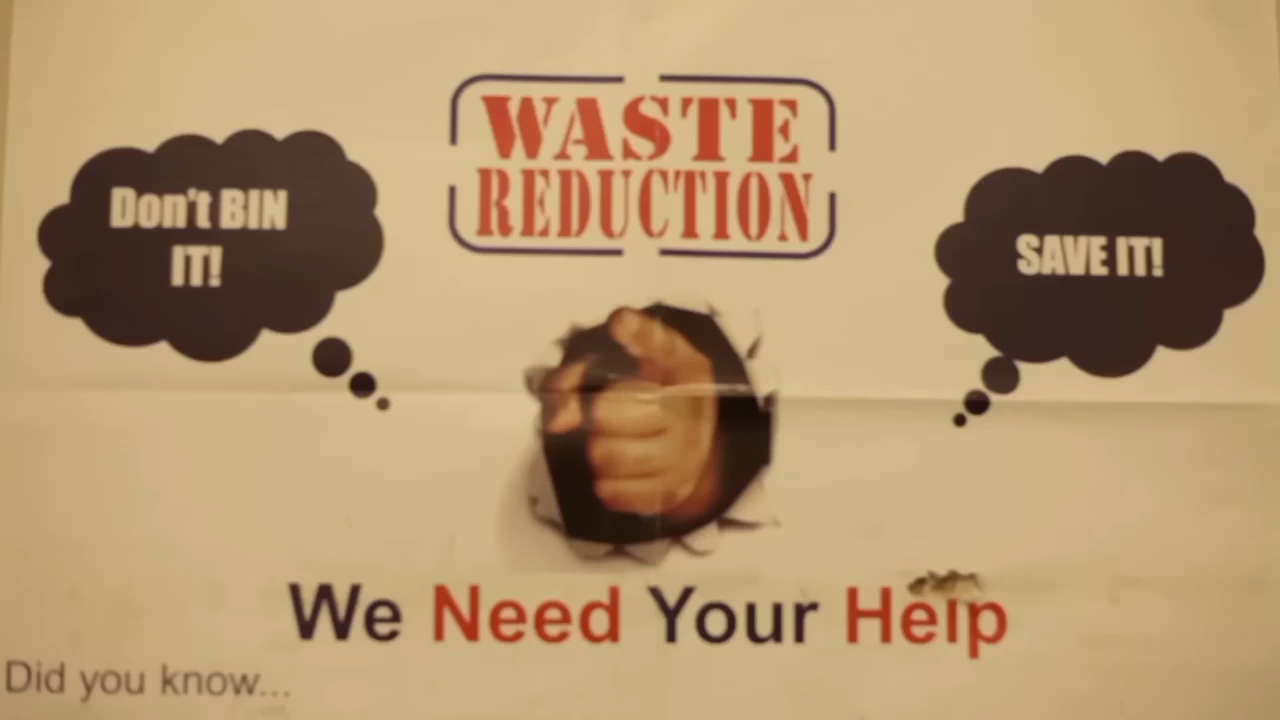 WASTE
REDUCTION
Don't BIN
IT!
SAVE IT!
We Need Your Help
Did you know...